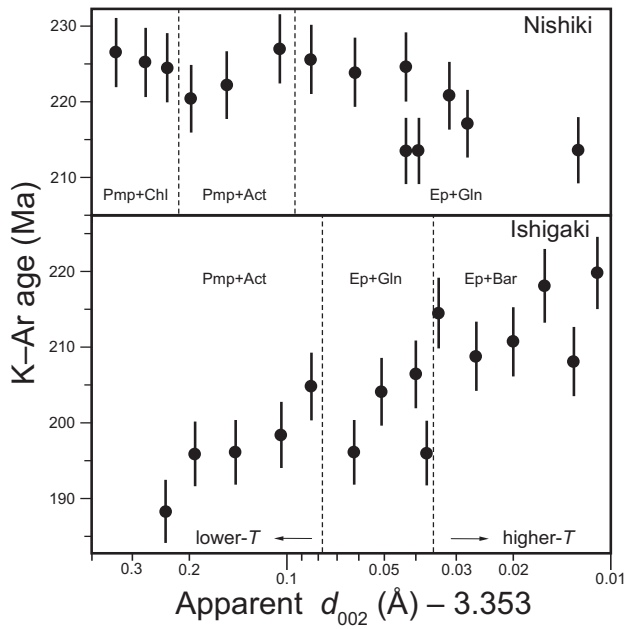 Nishiki
230
220
210
Pmp+Chl
Pmp+Act
Ep+Gln
K–Ar age (Ma)
Ishigaki
Pmp+Act
Ep+Gln
Ep+Bar
220
210
200
190
lower-T
higher-T
0.3
0.2
0.1
0.05
0.03
0.02
0.01
Apparent d002 (Å) – 3.353